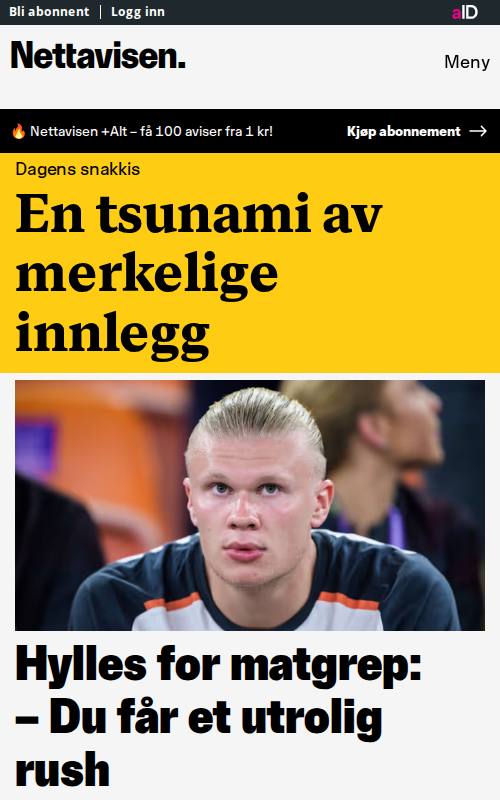 Bli abonnent | Logg inn
aID
Nettavisen.
Meny
🔥 Nettavisen +Alt – få 100 aviser fra 1 kr!
Kjøp abonnement →
Dagens snakkis
En tsunami av
merkelige
innlegg
Hylles for matgrep:
– Du får et utrolig
rush